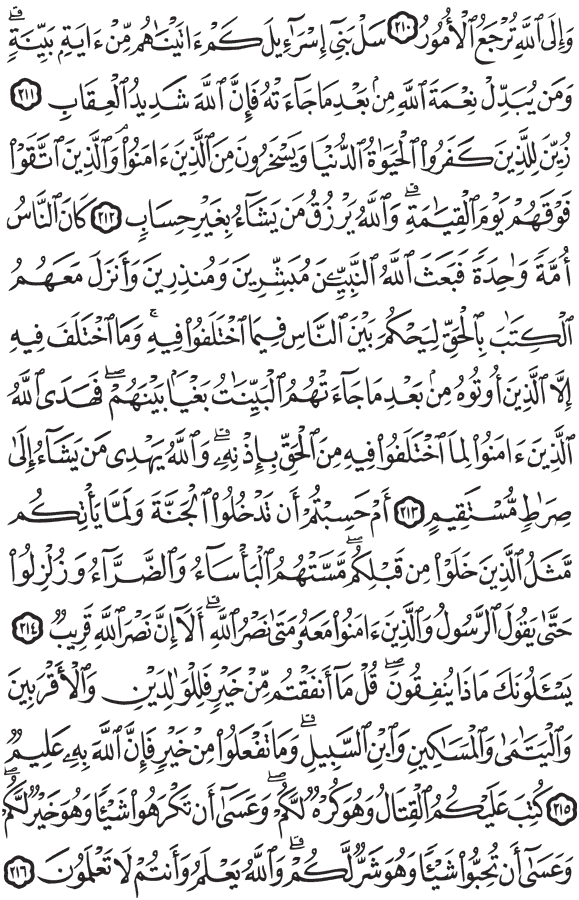 وَإِلَى ٱللَّهِ تُرْجَعُ ٱلْأُمُورُ ٢١٠ سَلْ بَنِىٓ إِسْرَٰٓءِيلَ كَمْ ءَاتَيْنَٰهُم مِّنْ ءَايَةٍۭ بَيِّنَةٍۗ
وَمَن يُبَدِّلْ نِعْمَةَ ٱللَّهِ مِنۢ بَعْدِ مَا جَآءَتْهُ فَإِنَّ ٱللَّهَ شَدِيدُ ٱلْعِقَابِ ٢١١
زُيِّنَ لِلَّذِينَ كَفَرُوا۟ ٱلْحَيَوٰةُ ٱلدُّنْيَا وَيَسْخَرُونَ مِنَ ٱلَّذِينَ ءَامَنُوا۟ۘ وَٱلَّذِينَ ٱتَّقَوْا۟
فَوْقَهُمْ يَوْمَ ٱلْقِيَٰمَةِۗ وَٱللَّهُ يَرْزُقُ مَن يَشَآءُ بِغَيْرِ حِسَابٍ ٢١٢ كَانَ ٱلنَّاسُ
أُمَّةً وَٰحِدَةً فَبَعَثَ ٱللَّهُ ٱلنَّبِيِّـۧنَ مُبَشِّرِينَ وَمُنذِرِينَ وَأَنزَلَ مَعَهُمُ
ٱلْكِتَٰبَ بِٱلْحَقِّ لِيَحْكُمَ بَيْنَ ٱلنَّاسِ فِيمَا ٱخْتَلَفُوا۟ فِيهِۚ وَمَا ٱخْتَلَفَ فِيهِ
إِلَّا ٱلَّذِينَ أُوتُوهُ مِنۢ بَعْدِ مَا جَآءَتْهُمُ ٱلْبَيِّنَٰتُ بَغْيًۢا بَيْنَهُمْۖ فَهَدَى ٱللَّهُ
ٱلَّذِينَ ءَامَنُوا۟ لِمَا ٱخْتَلَفُوا۟ فِيهِ مِنَ ٱلْحَقِّ بِإِذْنِهِۦۗ وَٱللَّهُ يَهْدِى مَن يَشَآءُ إِلَىٰ
صِرَٰطٍ مُّسْتَقِيمٍ ٢١٣ أَمْ حَسِبْتُمْ أَن تَدْخُلُوا۟ ٱلْجَنَّةَ وَلَمَّا يَأْتِكُم
مَّثَلُ ٱلَّذِينَ خَلَوْا۟ مِن قَبْلِكُمۖ مَّسَّتْهُمُ ٱلْبَأْسَآءُ وَٱلضَّرَّآءُ وَزُلْزِلُوا۟
حَتَّىٰ يَقُولَ ٱلرَّسُولُ وَٱلَّذِينَ ءَامَنُوا۟ مَعَهُۥ مَتَىٰ نَصْرُ ٱللَّهِۗ أَلَآ إِنَّ نَصْرَ ٱللَّهِ قَرِيبٌ ٢١٤
يَسْـَٔلُونَكَ مَاذَا يُنفِقُونَۖ قُلْ مَآ أَنفَقْتُم مِّنْ خَيْرٍ فَلِلْوَٰلِدَيْنِ وَٱلْأَقْرَبِينَ
وَٱلْيَتَٰمَىٰ وَٱلْمَسَٰكِينِ وَٱبْنِ ٱلسَّبِيلِۗ وَمَا تَفْعَلُوا۟ مِنْ خَيْرٍ فَإِنَّ ٱللَّهَ بِهِۦ عَلِيمٌ
٢١٥ كُتِبَ عَلَيْكُمُ ٱلْقِتَالُ وَهُوَ كُرْهٌ لَّكُمْۖ وَعَسَىٰٓ أَن تَكْرَهُوا۟ شَيْـًٔا وَهُوَ خَيْرٌ لَّكُمْۖ
وَعَسَىٰٓ أَن تُحِبُّوا۟ شَيْـًٔا وَهُوَ شَرٌّ لَّكُمْۗ وَٱللَّهُ يَعْلَمُ وَأَنتُمْ لَا تَعْلَمُونَ ٢١٦